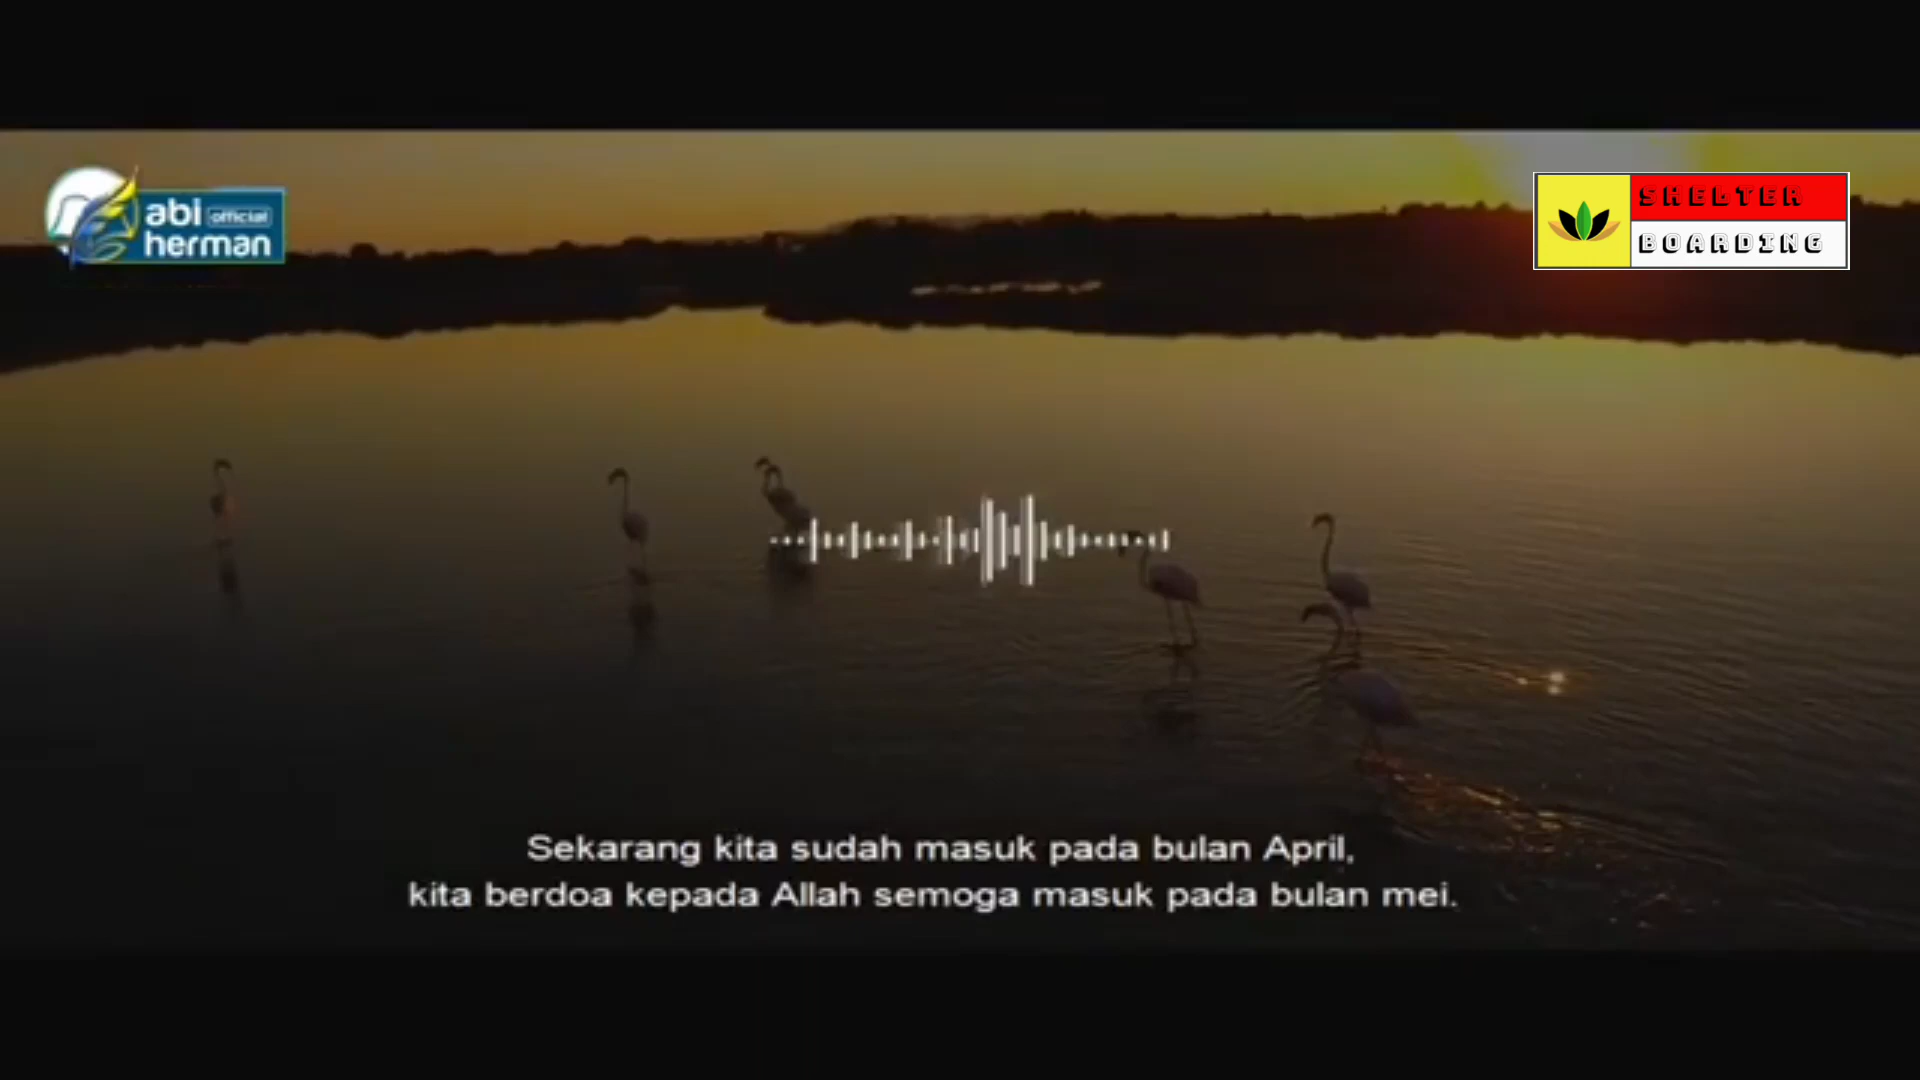 abi official
herman
SHELTER
BOARDING
Sekarang kita sudah masuk pada bulan April,
kita berdoa kepada Allah semoga masuk pada bulan mei.